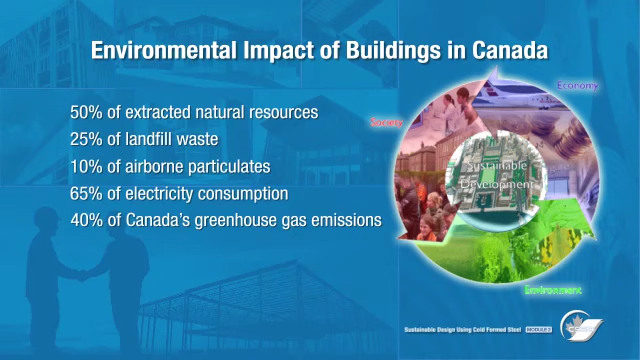 Environmental Impact of Buildings in Canada
50% of extracted natural resources
25% of landfill waste
10% of airborne particulates
65% of electricity consumption
40% of Canada's greenhouse gas emissions
Economy
Society
Sustainable
Development
Environment
Sustainable Design Using Cold Formed Steel MODULE 2